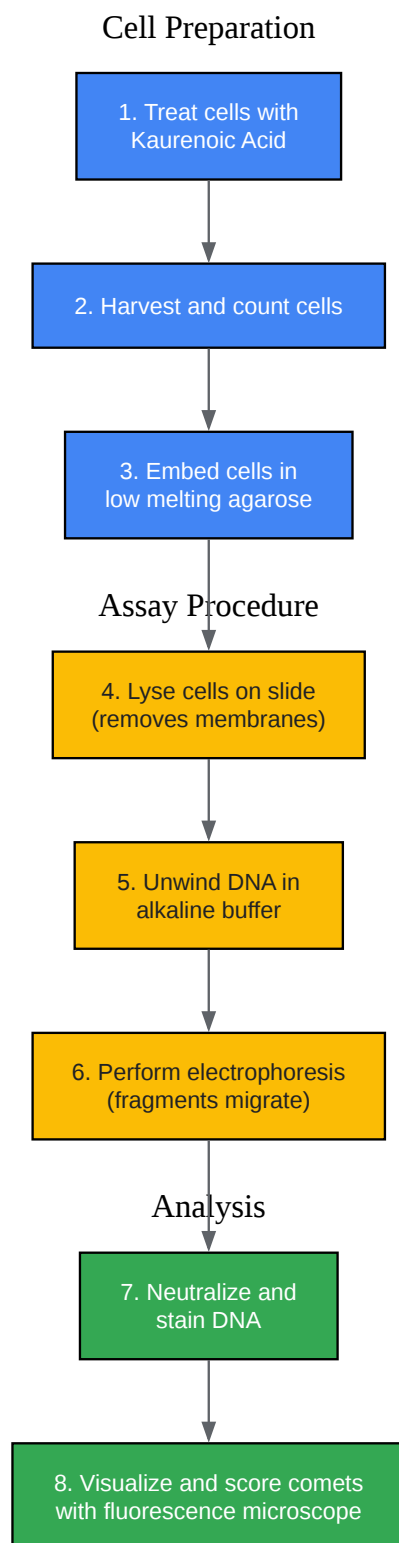 Cell Preparation
1. Treat cells with
Kaurenoic Acid
2. Harvest and count cells
3. Embed cells in
low melting agarose
Assay Procedure
4. Lyse cells on slide
(removes membranes)
5. Unwind DNA in
alkaline buffer
6. Perform electrophoresis
(fragments migrate)
Analysis
7. Neutralize and
stain DNA
8. Visualize and score comets
with fluorescence microscope